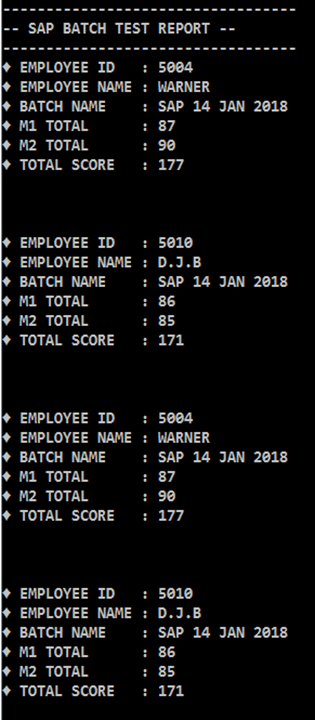 ----------------------------------
-- SAP BATCH TEST REPORT --
----------------------------------
♦ EMPLOYEE ID   : 5004
♦ EMPLOYEE NAME : WARNER
♦ BATCH NAME    : SAP 14 JAN 2018
♦ M1 TOTAL      : 87
♦ M2 TOTAL      : 90
♦ TOTAL SCORE   : 177
♦ EMPLOYEE ID   : 5010
♦ EMPLOYEE NAME : D.J.B
♦ BATCH NAME    : SAP 14 JAN 2018
♦ M1 TOTAL      : 86
♦ M2 TOTAL      : 85
♦ TOTAL SCORE   : 171
♦ EMPLOYEE ID   : 5004
♦ EMPLOYEE NAME : WARNER
♦ BATCH NAME    : SAP 14 JAN 2018
♦ M1 TOTAL      : 87
♦ M2 TOTAL      : 90
♦ TOTAL SCORE   : 177
♦ EMPLOYEE ID   : 5010
♦ EMPLOYEE NAME : D.J.B
♦ BATCH NAME    : SAP 14 JAN 2018
♦ M1 TOTAL      : 86
♦ M2 TOTAL      : 85
♦ TOTAL SCORE   : 171